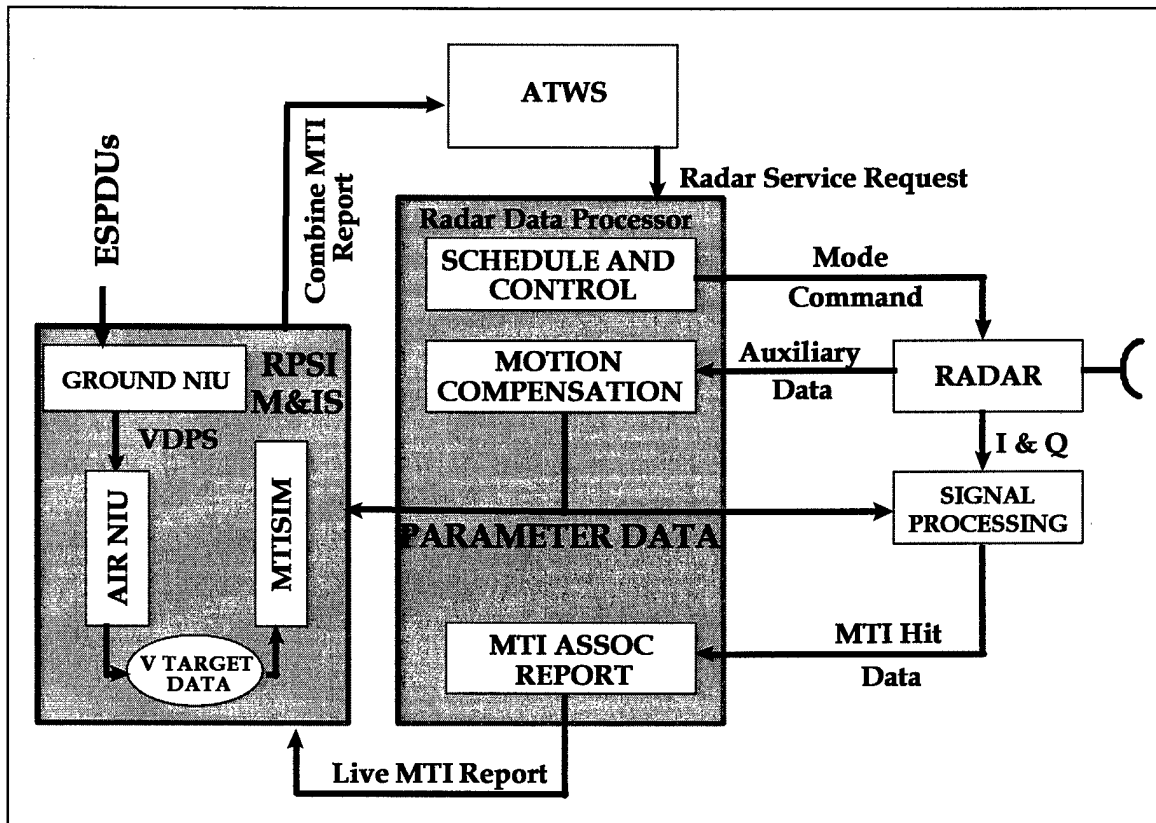 ATWS
Combine MTI
Report
ESPDUs
Radar Service Request
Radar Data Processor
SCHEDULE AND
CONTROL
Mode
Command
MOTION
COMPENSATION
Auxiliary
Data
RADAR
GROUND NIU
RPSI
M&IS
VDPS
I & Q
AIR NIU
MTISIM
SIGNAL
PROCESSING
PARAMETER DATA
V TARGET
DATA
MTI ASSOC
REPORT
MTI Hit
Data
Live MTI Report